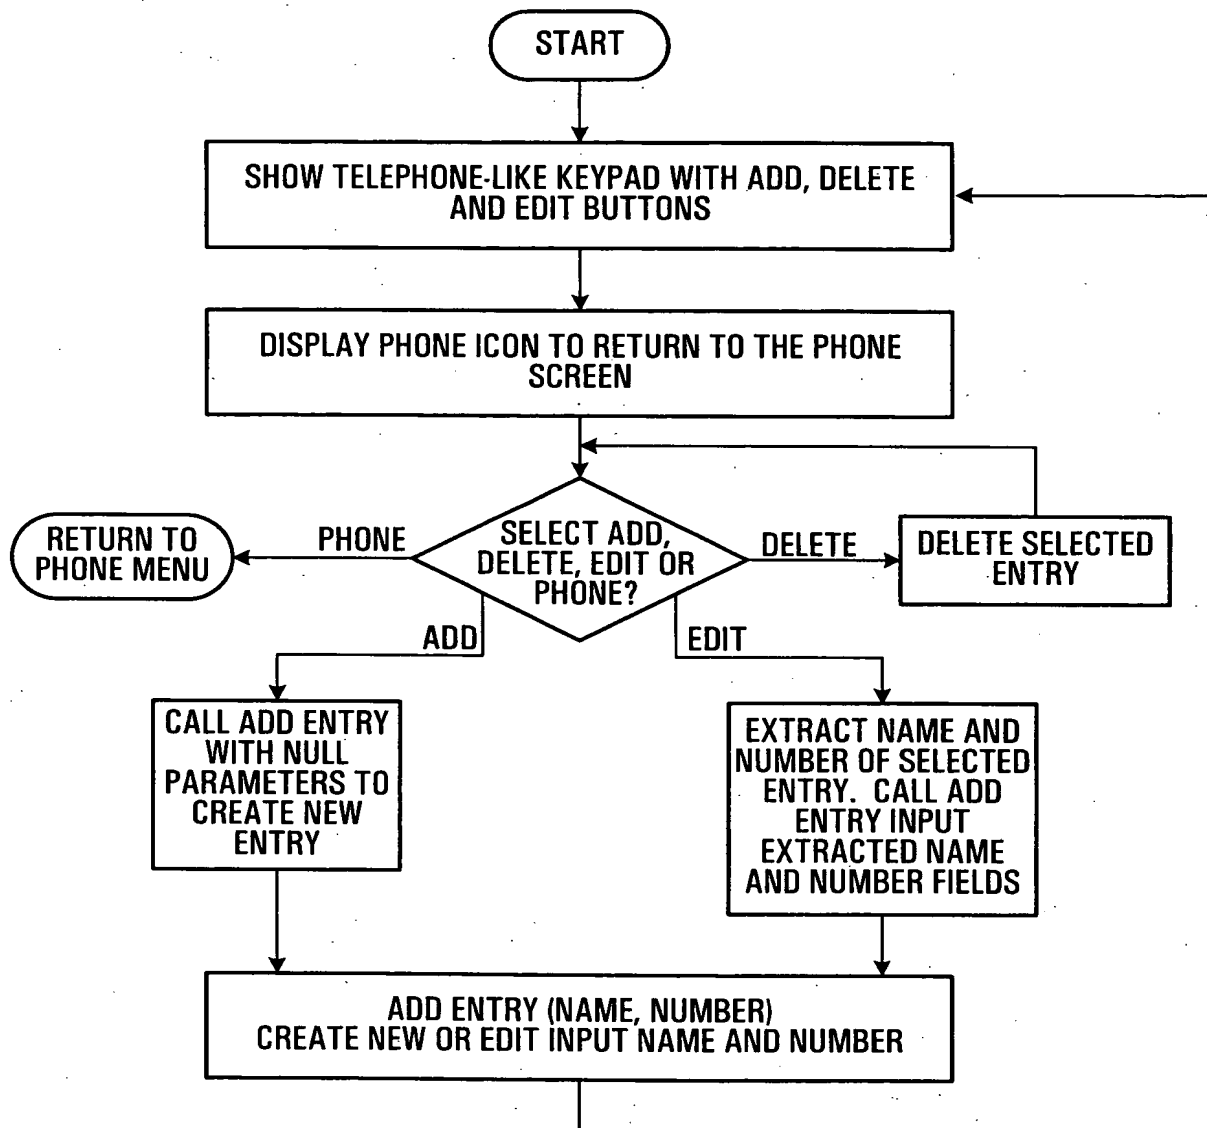 START
SHOW TELEPHONE-LIKE KEYPAD WITH ADD, DELETE
AND EDIT BUTTONS
DISPLAY PHONE ICON TO RETURN TO THE PHONE
SCREEN
RETURN TO
PHONE MENU
PHONE
SELECT ADD,
DELETE, EDIT OR
PHONE?
DELETE
DELETE SELECTED
ENTRY
ADD
EDIT
CALL ADD ENTRY
WITH NULL
PARAMETERS TO
CREATE NEW
ENTRY
EXTRACT NAME AND
NUMBER OF SELECTED
ENTRY. CALL ADD
ENTRY INPUT
EXTRACTED NAME
AND NUMBER FIELDS
ADD ENTRY (NAME, NUMBER)
CREATE NEW OR EDIT INPUT NAME AND NUMBER